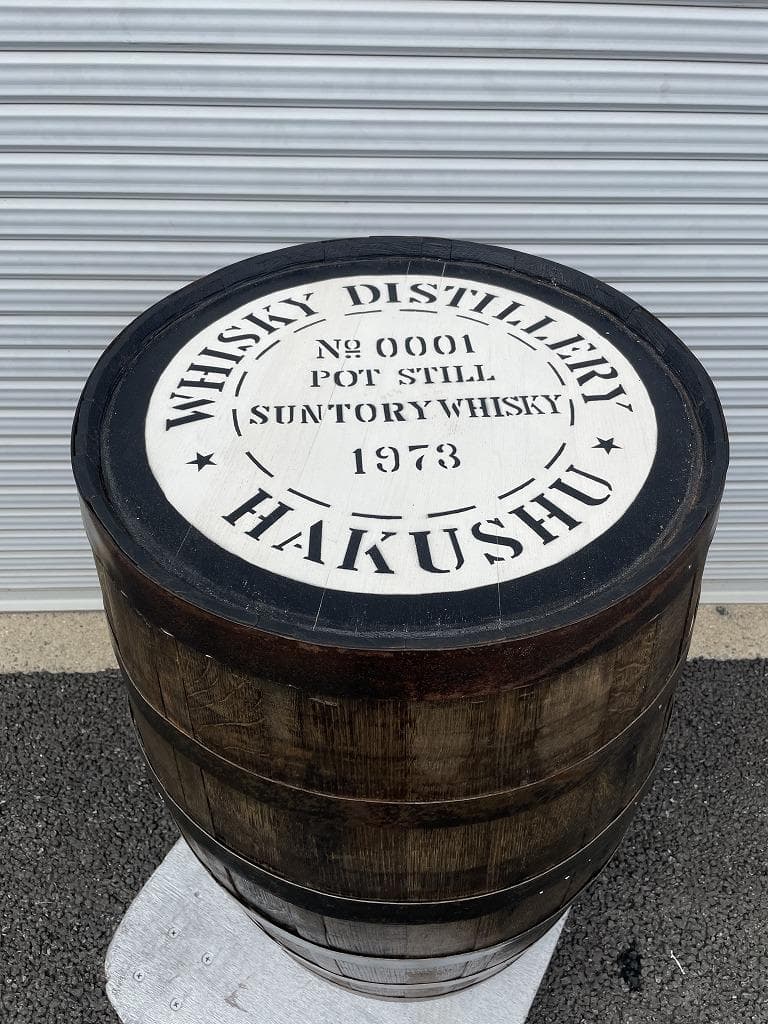 WHISKY DISTILLERY
№ 0001
POT STILL
SUNTORY WHISKY
1973
★ HAKUSHU ★